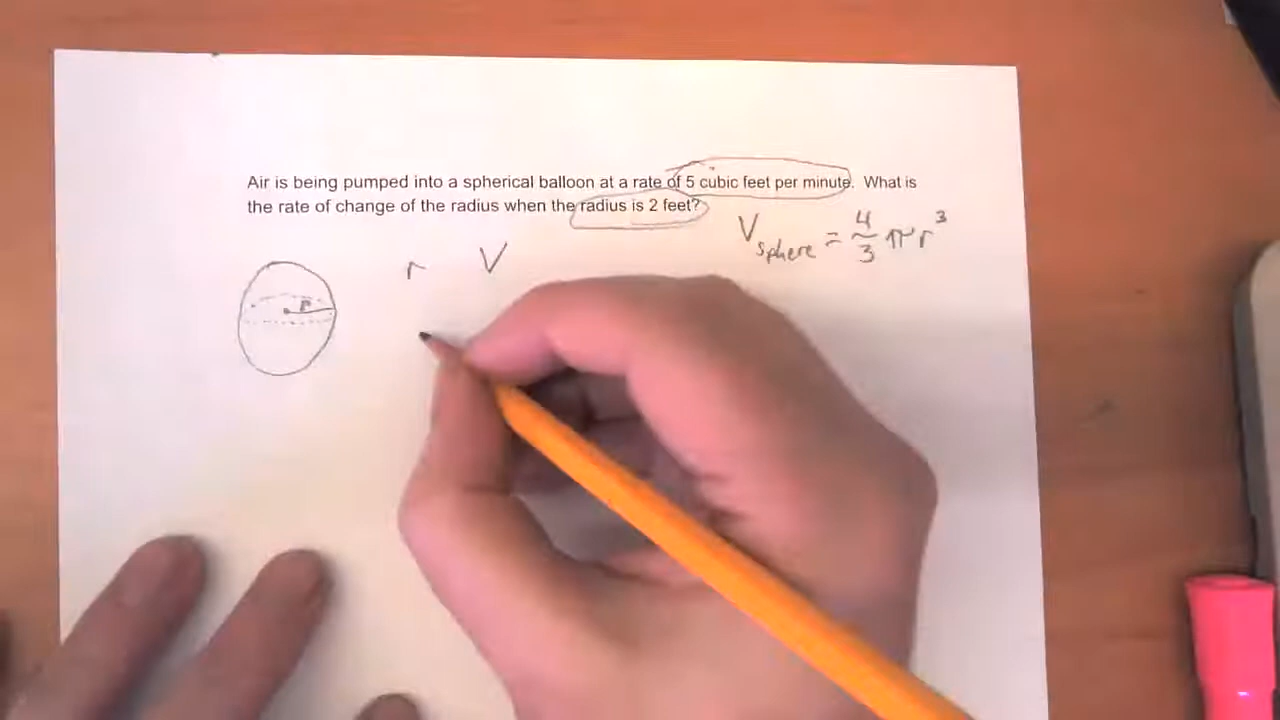 Air is being pumped into a spherical balloon at a rate of 5 cubic feet per minute. What is
the rate of change of the radius when the radius is 2 feet?
V sphere = 4/3 πr³
r V
r